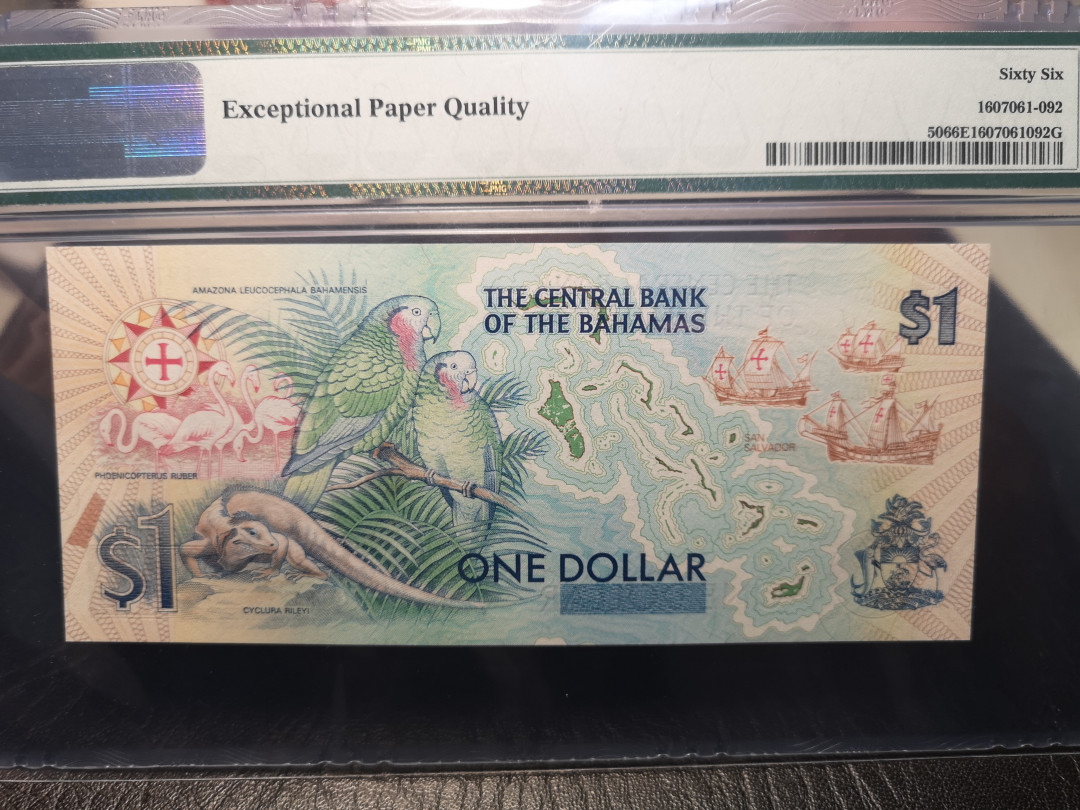 Sixty Six
Exceptional Paper Quality
1607061-092
5066E1607061092G
AMAZONA LEUCOCEPHALA BAHAMENSIS
THE CENTRAL BANK
OF THE BAHAMAS
$1
SAN
SALVADOR
PHOENICOPTERUS RUBER
$1
ONE DOLLAR
CYCLURA RILEYI